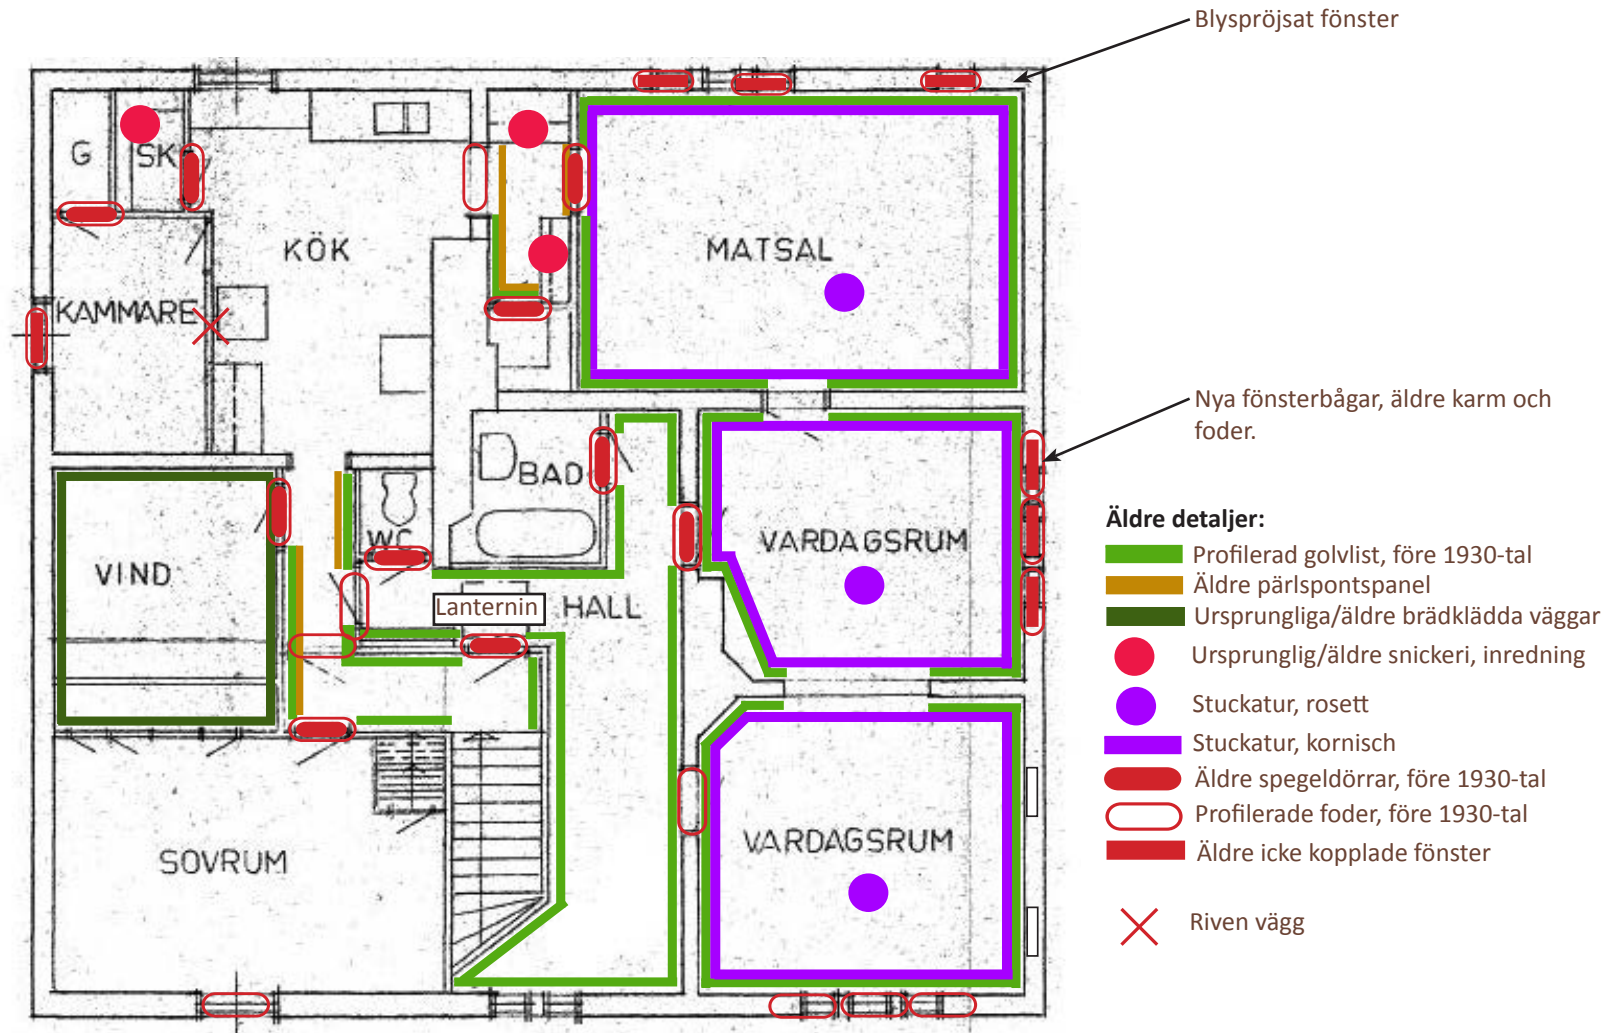 Blyspröjsat fönster
G
SK
KÖK
MATSAL
KAMMARE
Nya fönsterbågar, äldre karm och
foder.
BAD
WC
VIND
VARDAGSRUM
Lanternin
HALL
SOVRUM
VARDAGSRUM
Äldre detaljer:
Profilerad golvlist, före 1930-tal
Äldre pärlspontspanel
Ursprungliga/äldre brädklädda väggar
Ursprunglig/äldre snickeri, inredning
Stuckatur, rosett
Stuckatur, kornisch
Äldre spegeldörrar, före 1930-tal
Profilerade foder, före 1930-tal
Äldre icke kopplade fönster
Riven vägg